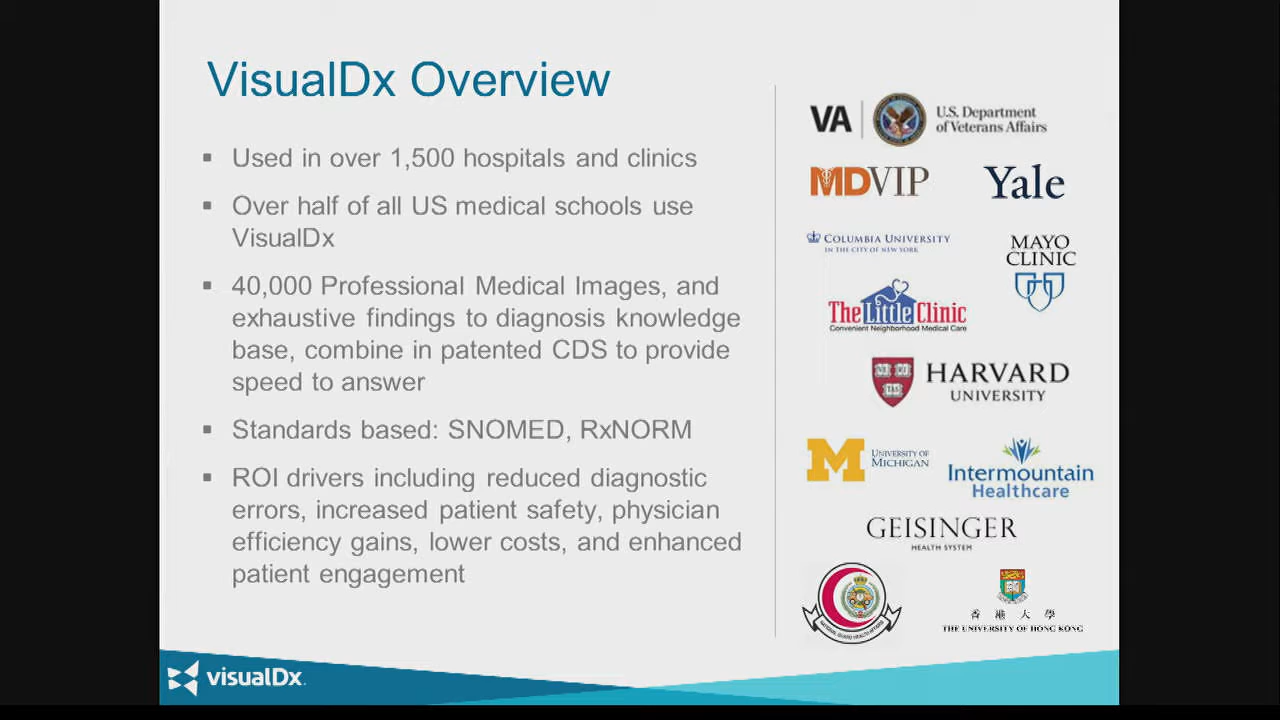 VisualDx Overview
▪ Used in over 1,500 hospitals and clinics
▪ Over half of all US medical schools use
VisualDx
▪ 40,000 Professional Medical Images, and
exhaustive findings to diagnosis knowledge
base, combine in patented CDS to provide
speed to answer
▪ Standards based: SNOMED, RxNORM
▪ ROI drivers including reduced diagnostic
errors, increased patient safety, physician
efficiency gains, lower costs, and enhanced
patient engagement
VA
U.S. Department
of Veterans Affairs
MDVIP
Yale
COLUMBIA UNIVERSITY
IN THE CITY OF NEW YORK
MAYO
CLINIC
The Little Clinic
Convenient Neighborhood Medical Care
HARVARD
UNIVERSITY
M
UNIVERSITY OF
MICHIGAN
Intermountain
Healthcare
GEISINGER
HEALTH SYSTEM
NATIONAL GUARD HEALTH AFFAIRS
香港大學
THE UNIVERSITY OF HONG KONG
visualDx.